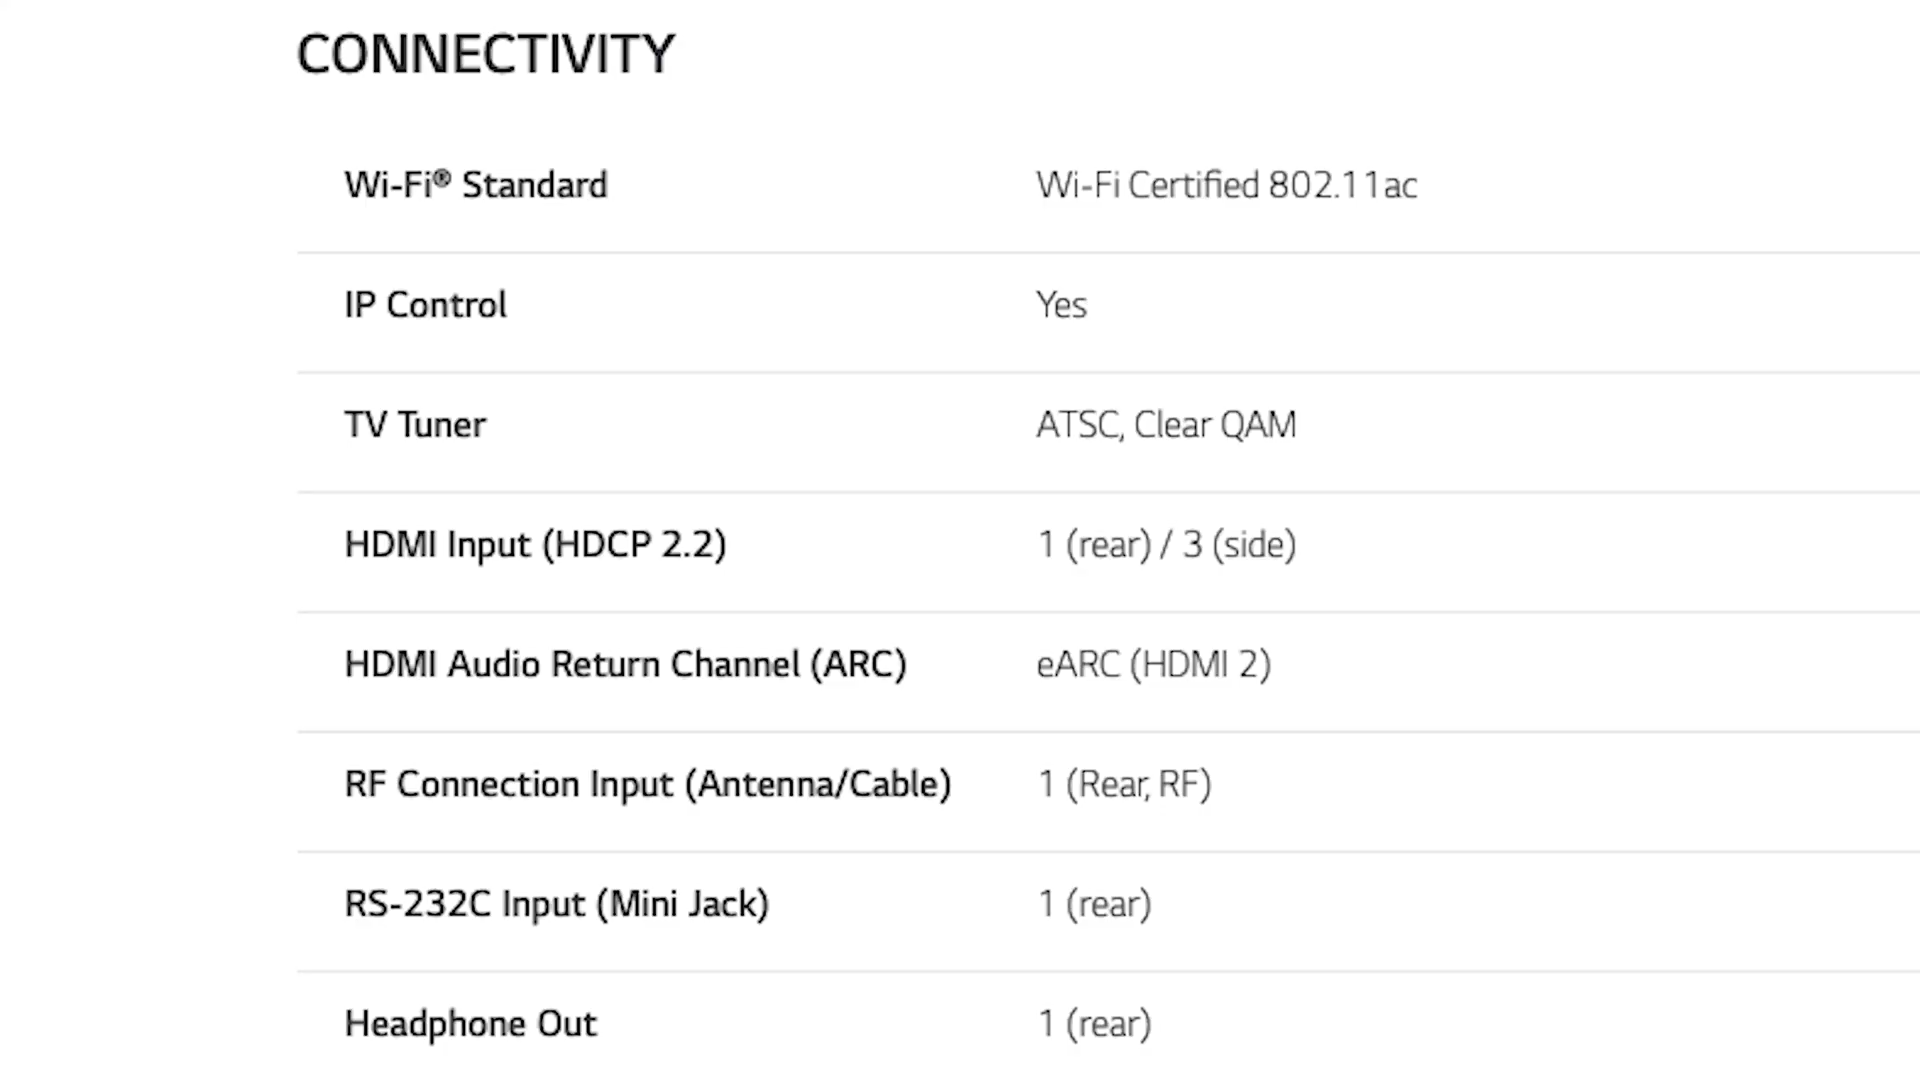 CONNECTIVITY
Wi-Fi® Standard Wi-Fi Certified 802.11ac
IP Control Yes
TV Tuner ATSC, Clear QAM
HDMI Input (HDCP 2.2) 1 (rear) / 3 (side)
HDMI Audio Return Channel (ARC) eARC (HDMI 2)
RF Connection Input (Antenna/Cable) 1 (Rear, RF)
RS-232C Input (Mini Jack) 1 (rear)
Headphone Out 1 (rear)